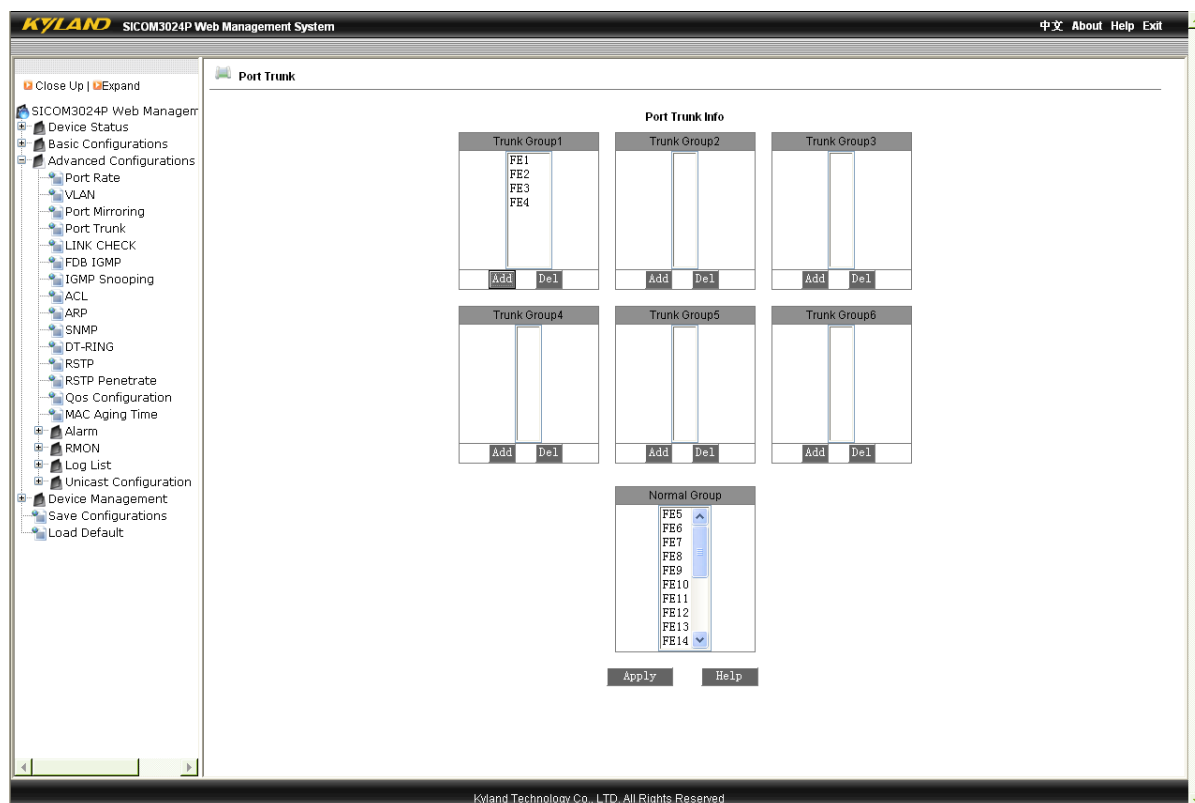 KYLAND SICOM3024P Web Management System
中文 About Help Exit
Close Up | Expand
Port Trunk
SICOM3024P Web Managem
Device Status
Basic Configurations
Advanced Configurations
Port Rate
VLAN
Port Mirroring
Port Trunk
LINK CHECK
FDB IGMP
IGMP Snooping
ACL
ARP
SNMP
DT-RING
RSTP
RSTP Penetrate
Qos Configuration
MAC Aging Time
Alarm
RMON
Log List
Unicast Configuration
Device Management
Save Configurations
Load Default
Port Trunk Info
Trunk Group1
FE1
FE2
FE3
FE4
Add Del
Trunk Group2
Add Del
Trunk Group3
Add Del
Trunk Group4
Add Del
Trunk Group5
Add Del
Trunk Group6
Add Del
Normal Group
FE5
FE6
FE7
FE8
FE9
FE10
FE11
FE12
FE13
FE14
Apply Help
Kyland Technology Co., LTD. All Rights Reserved